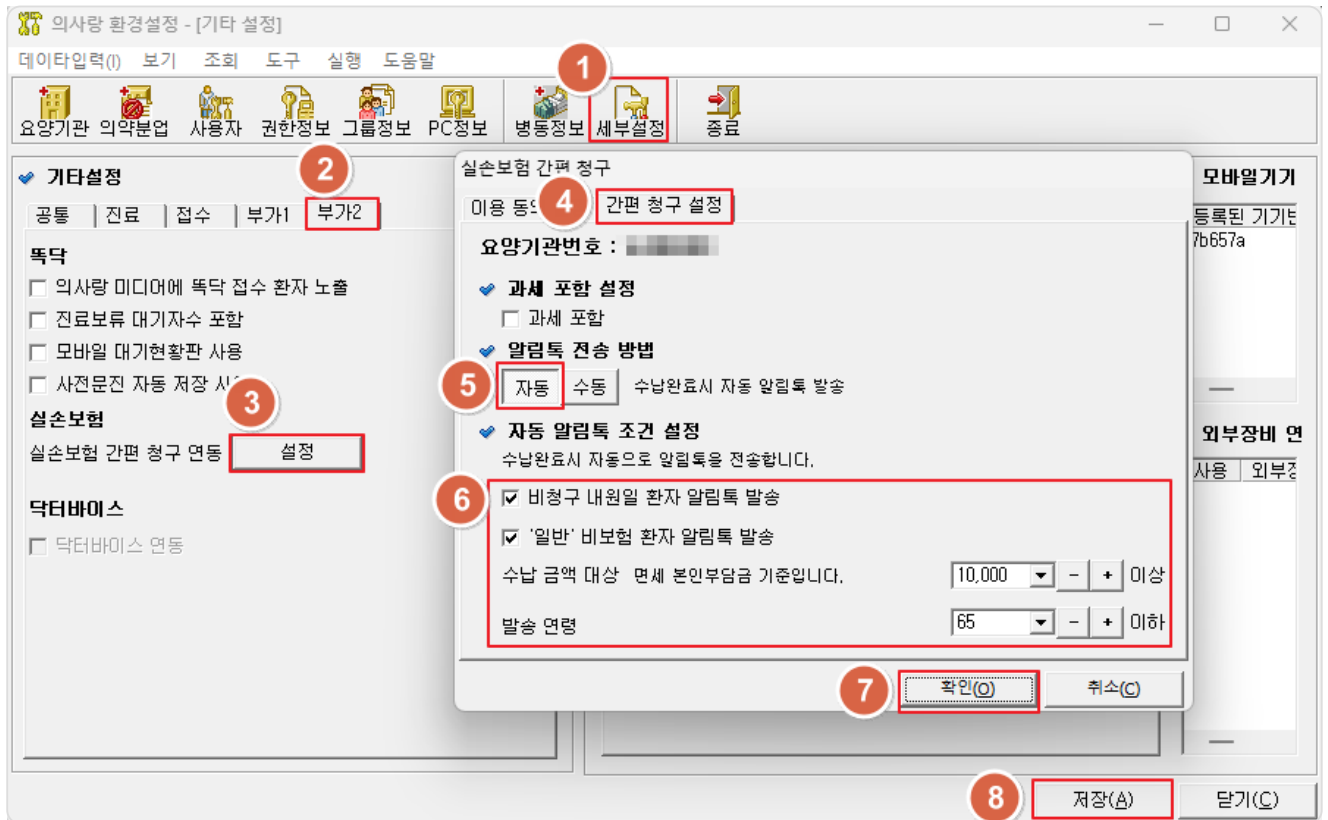 의사랑 환경설정 - [기타 설정]
데이타입력(I) 보기 조회 도구 실행 도움말
1
요양기관 의약분업 사용자 권한정보 그룹정보 PC정보 병동정보 세부설정 종료
기타설정
2
공통 진료 접수 부가1 부가2
똑닥
의사랑 미디어에 똑닥 접수 환자 노출
진료보류 대기자수 포함
모바일 대기현황판 사용
사전문진 자동 저장
3
실손보험
실손보험 간편 청구 연동 설정
닥터바이스
닥터바이스 연동
실손보험 간편 청구
이용 4 간편 청구 설정
요양기관번호 :
과세 포함 설정
과세 포함
알림톡 전송 방법
5 자동 수동 수납완료시 자동 알림톡 발송
자동 알림톡 조건 설정
수납완료시 자동으로 알림톡을 전송합니다.
6
비청구 내원일 환자 알림톡 발송
'일반' 비보험 환자 알림톡 발송
수납 금액 대상 면세 본인부담금 기준입니다. 10,000 - + 이상
발송 연령 65 - + 이하
7 확인(O) 취소(C)
모바일기기
등록된 기기번
7b657a
외부장비 연
사용 외부장
8 저장(A) 닫기(C)